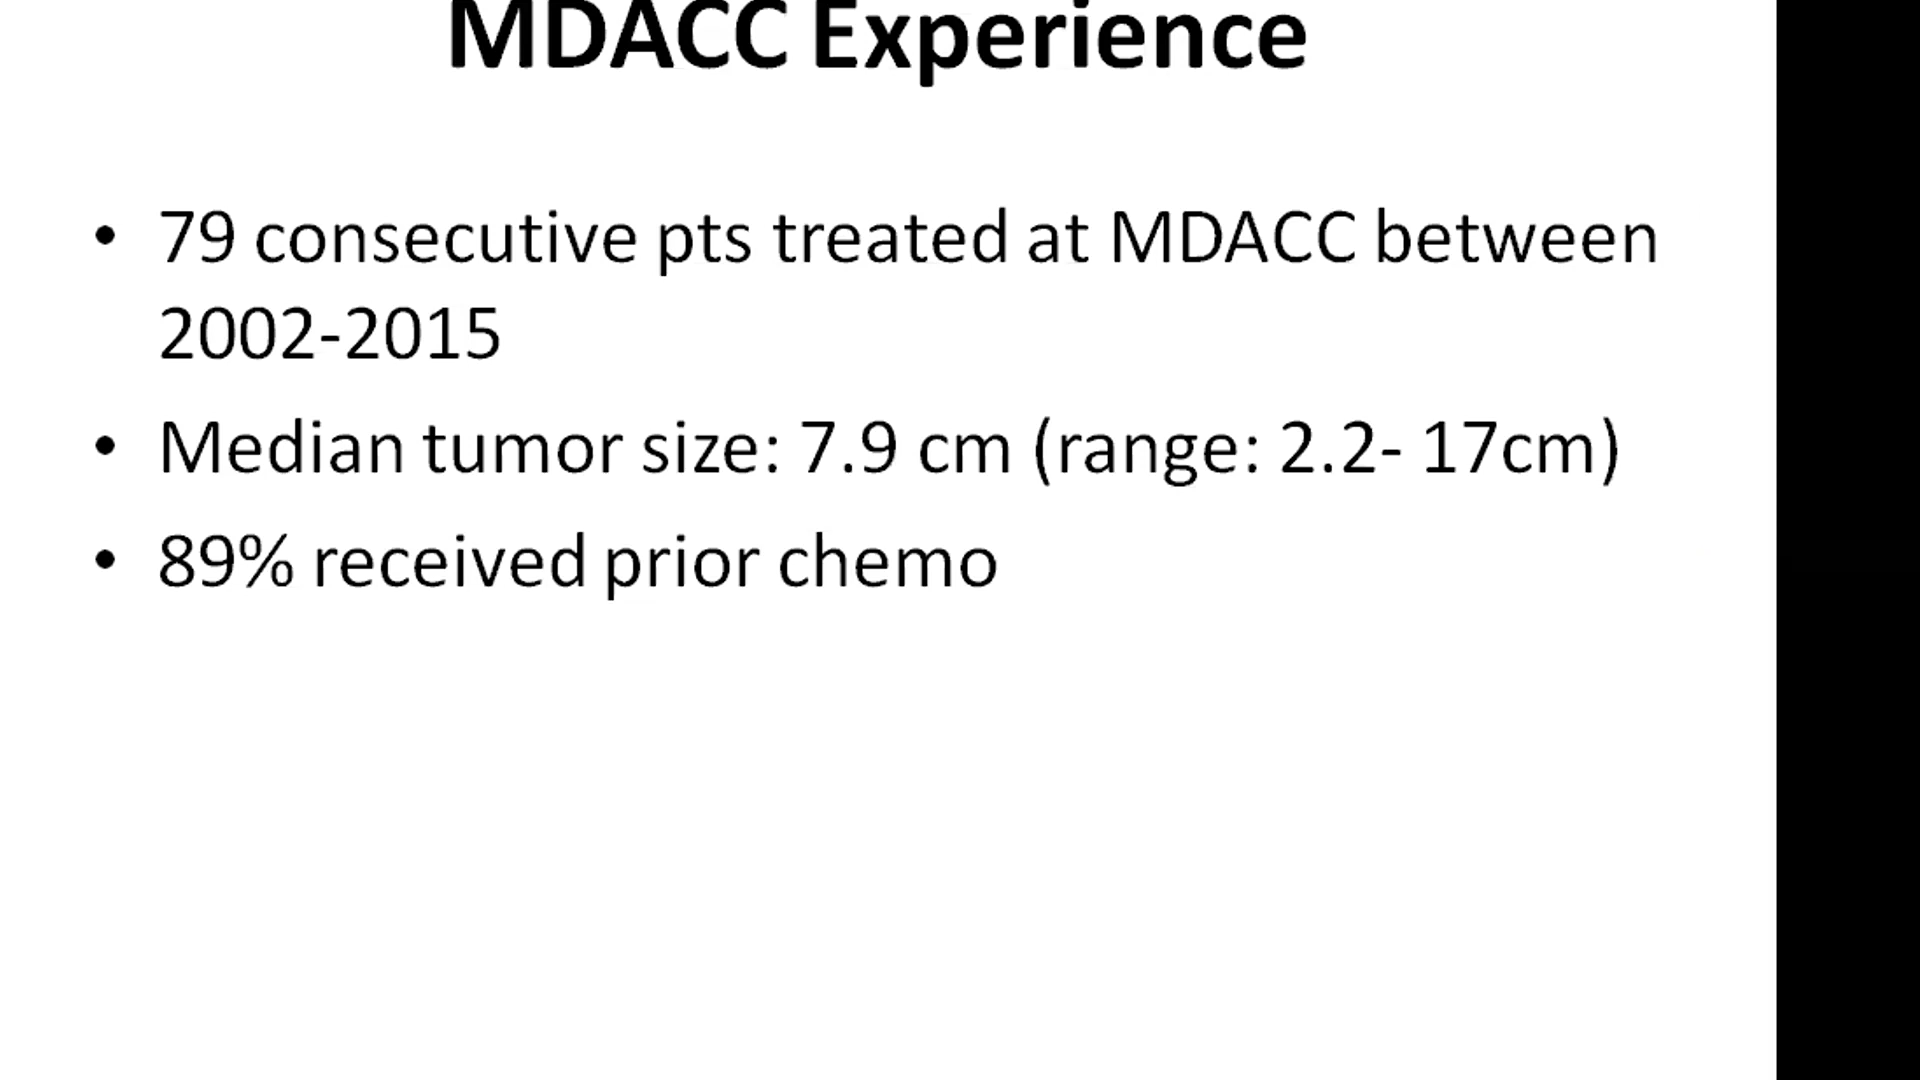 MDACC Experience
• 79 consecutive pts treated at MDACC between
2002-2015
• Median tumor size: 7.9 cm (range: 2.2- 17cm)
• 89% received prior chemo